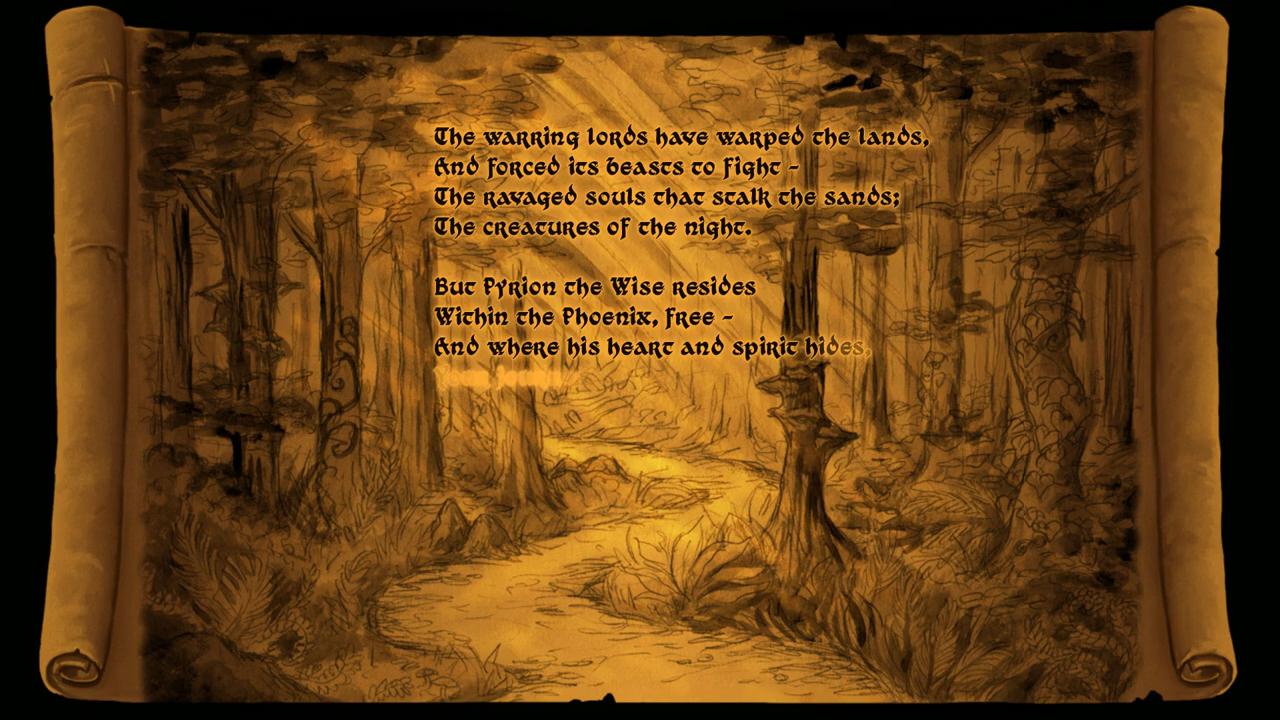 The warring lords have warped the lands,
And forced its beasts to fight -
The ravaged souls that stalk the sands;
The creatures of the night.
But Pyrion the Wise resides
Within the Phoenix, free -
And where his heart and spirit hides,